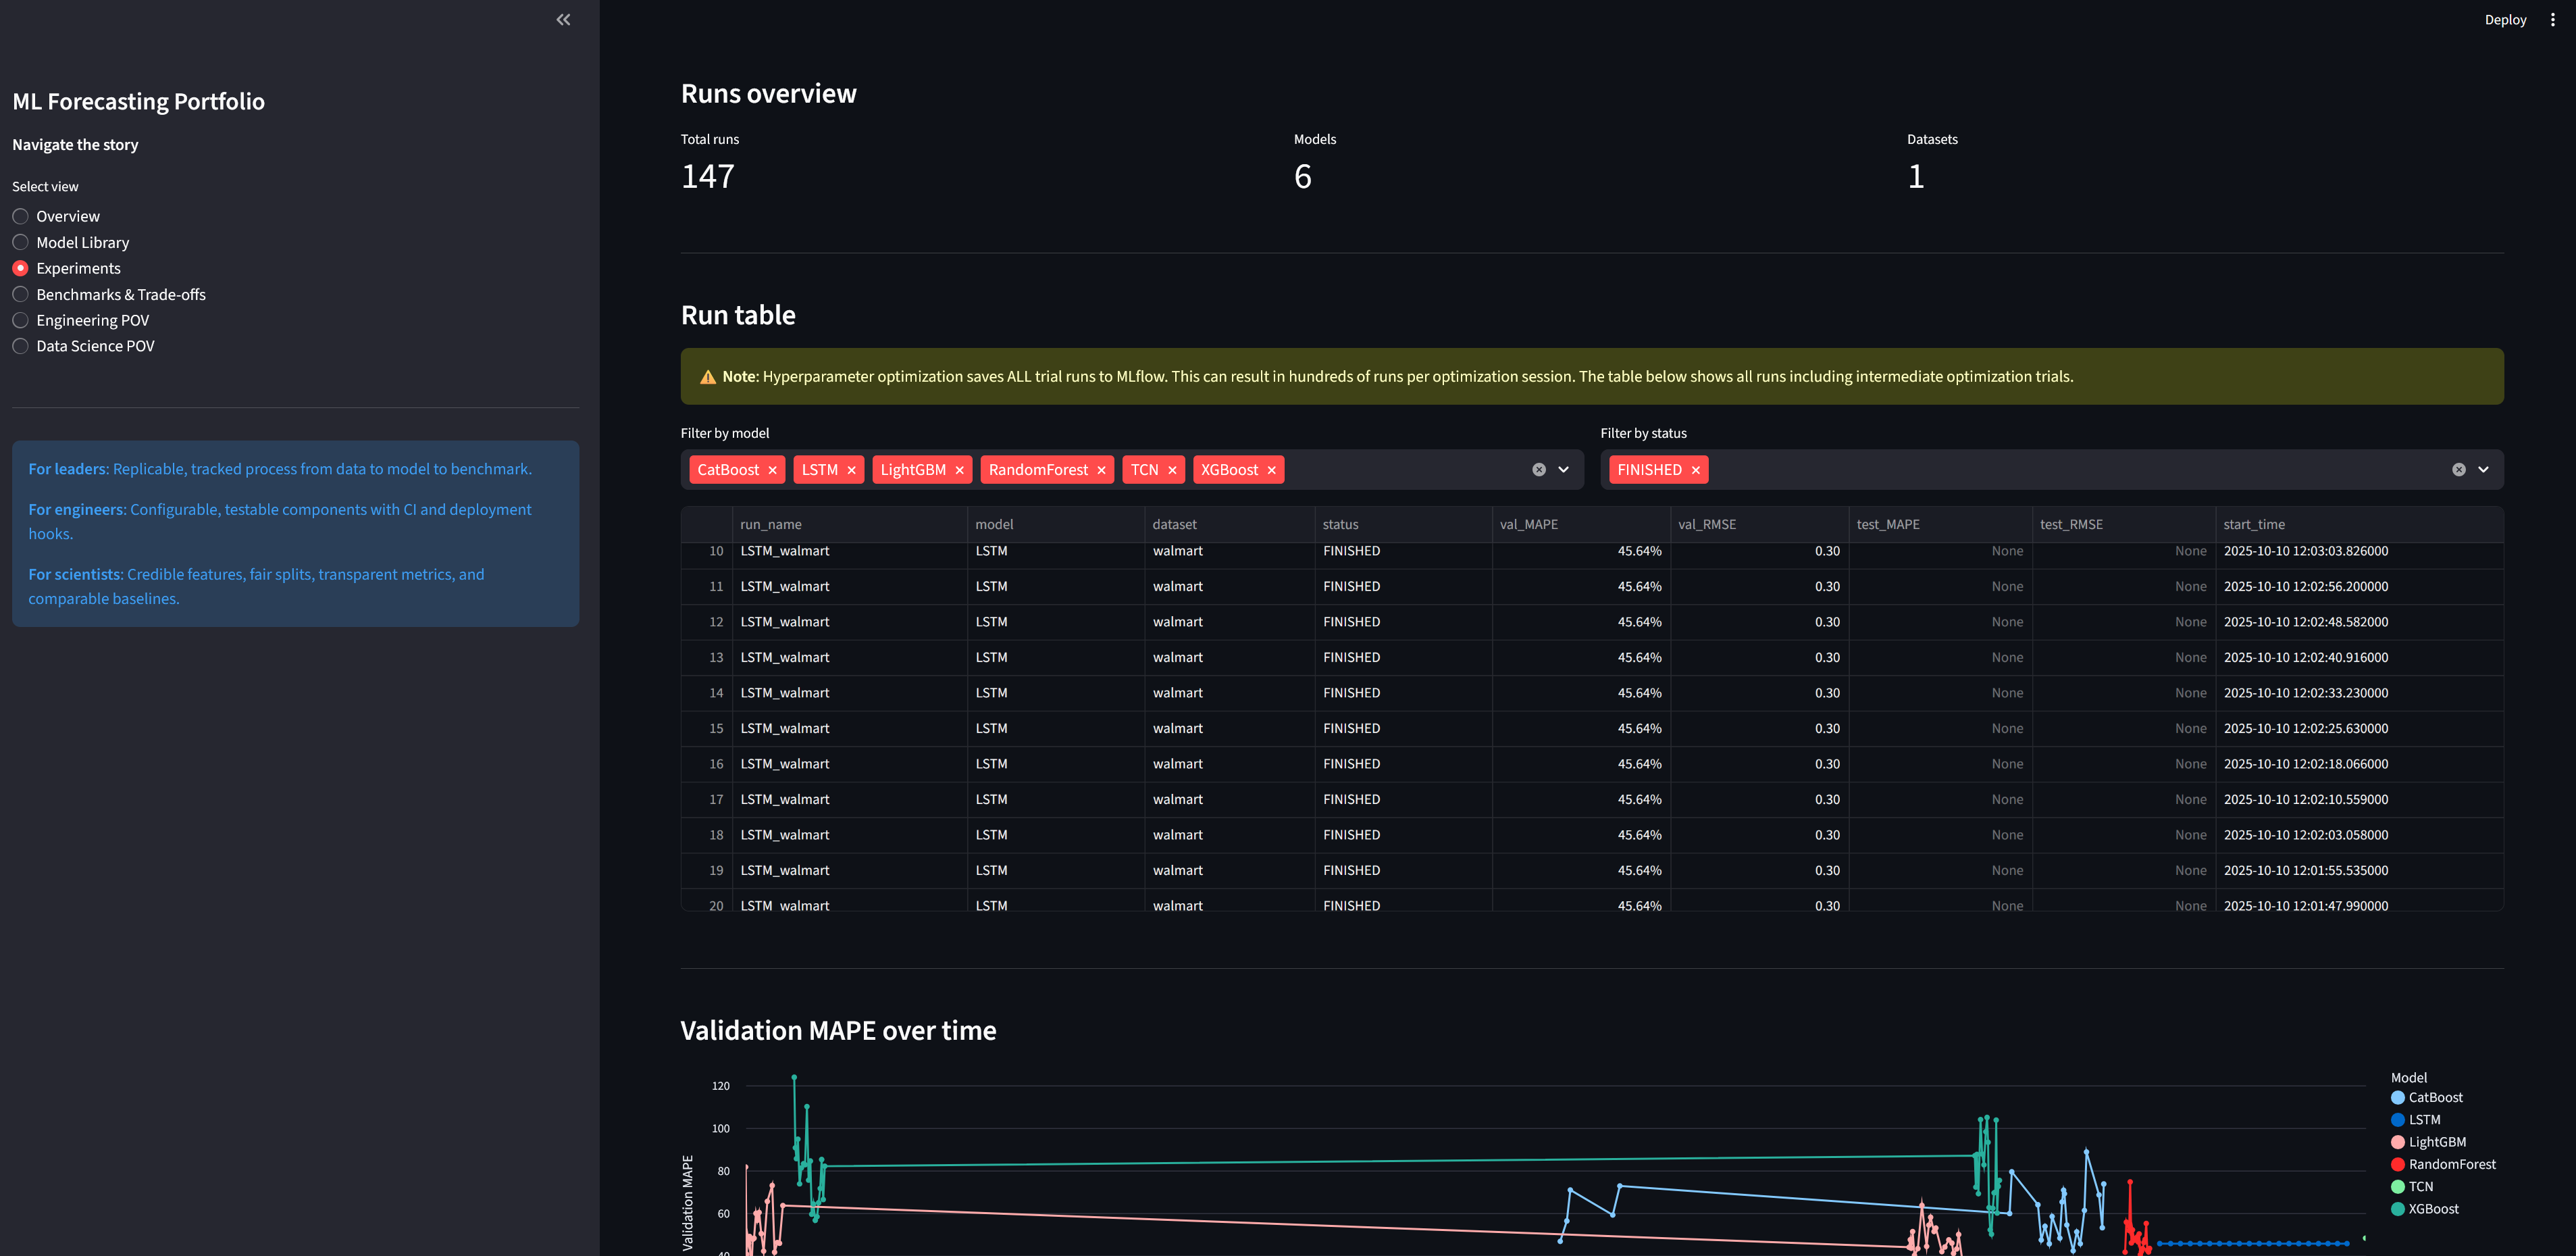 Deploy
ML Forecasting Portfolio
Navigate the story
Select view
Overview
Model Library
Experiments
Benchmarks & Trade-offs
Engineering POV
Data Science POV
For leaders: Replicable, tracked process from data to model to benchmark.
For engineers: Configurable, testable components with CI and deployment
hooks.
For scientists: Credible features, fair splits, transparent metrics, and
comparable baselines.
Runs overview
Total runs Models Datasets
147 6 1
Run table
Note: Hyperparameter optimization saves ALL trial runs to MLflow. This can result in hundreds of runs per optimization session. The table below shows all runs including intermediate optimization trials.
Filter by model Filter by status
CatBoost LSTM LightGBM RandomForest TCN XGBoost FINISHED
run_name model dataset status val_MAPE val_RMSE test_MAPE test_RMSE start_time
10 LSTM_walmart LSTM walmart FINISHED 45.64% 0.30 None None 2025-10-10 12:03:03.826000
11 LSTM_walmart LSTM walmart FINISHED 45.64% 0.30 None None 2025-10-10 12:02:56.200000
12 LSTM_walmart LSTM walmart FINISHED 45.64% 0.30 None None 2025-10-10 12:02:48.582000
13 LSTM_walmart LSTM walmart FINISHED 45.64% 0.30 None None 2025-10-10 12:02:40.916000
14 LSTM_walmart LSTM walmart FINISHED 45.64% 0.30 None None 2025-10-10 12:02:33.230000
15 LSTM_walmart LSTM walmart FINISHED 45.64% 0.30 None None 2025-10-10 12:02:25.630000
16 LSTM_walmart LSTM walmart FINISHED 45.64% 0.30 None None 2025-10-10 12:02:18.066000
17 LSTM_walmart LSTM walmart FINISHED 45.64% 0.30 None None 2025-10-10 12:02:10.559000
18 LSTM_walmart LSTM walmart FINISHED 45.64% 0.30 None None 2025-10-10 12:02:03.058000
19 LSTM_walmart LSTM walmart FINISHED 45.64% 0.30 None None 2025-10-10 12:01:55.535000
20 LSTM_walmart LSTM walmart FINISHED 45.64% 0.30 None None 2025-10-10 12:01:47.990000
Validation MAPE over time
Validation MAPE
120
100
80
60
40
Model
CatBoost
LSTM
LightGBM
RandomForest
TCN
XGBoost